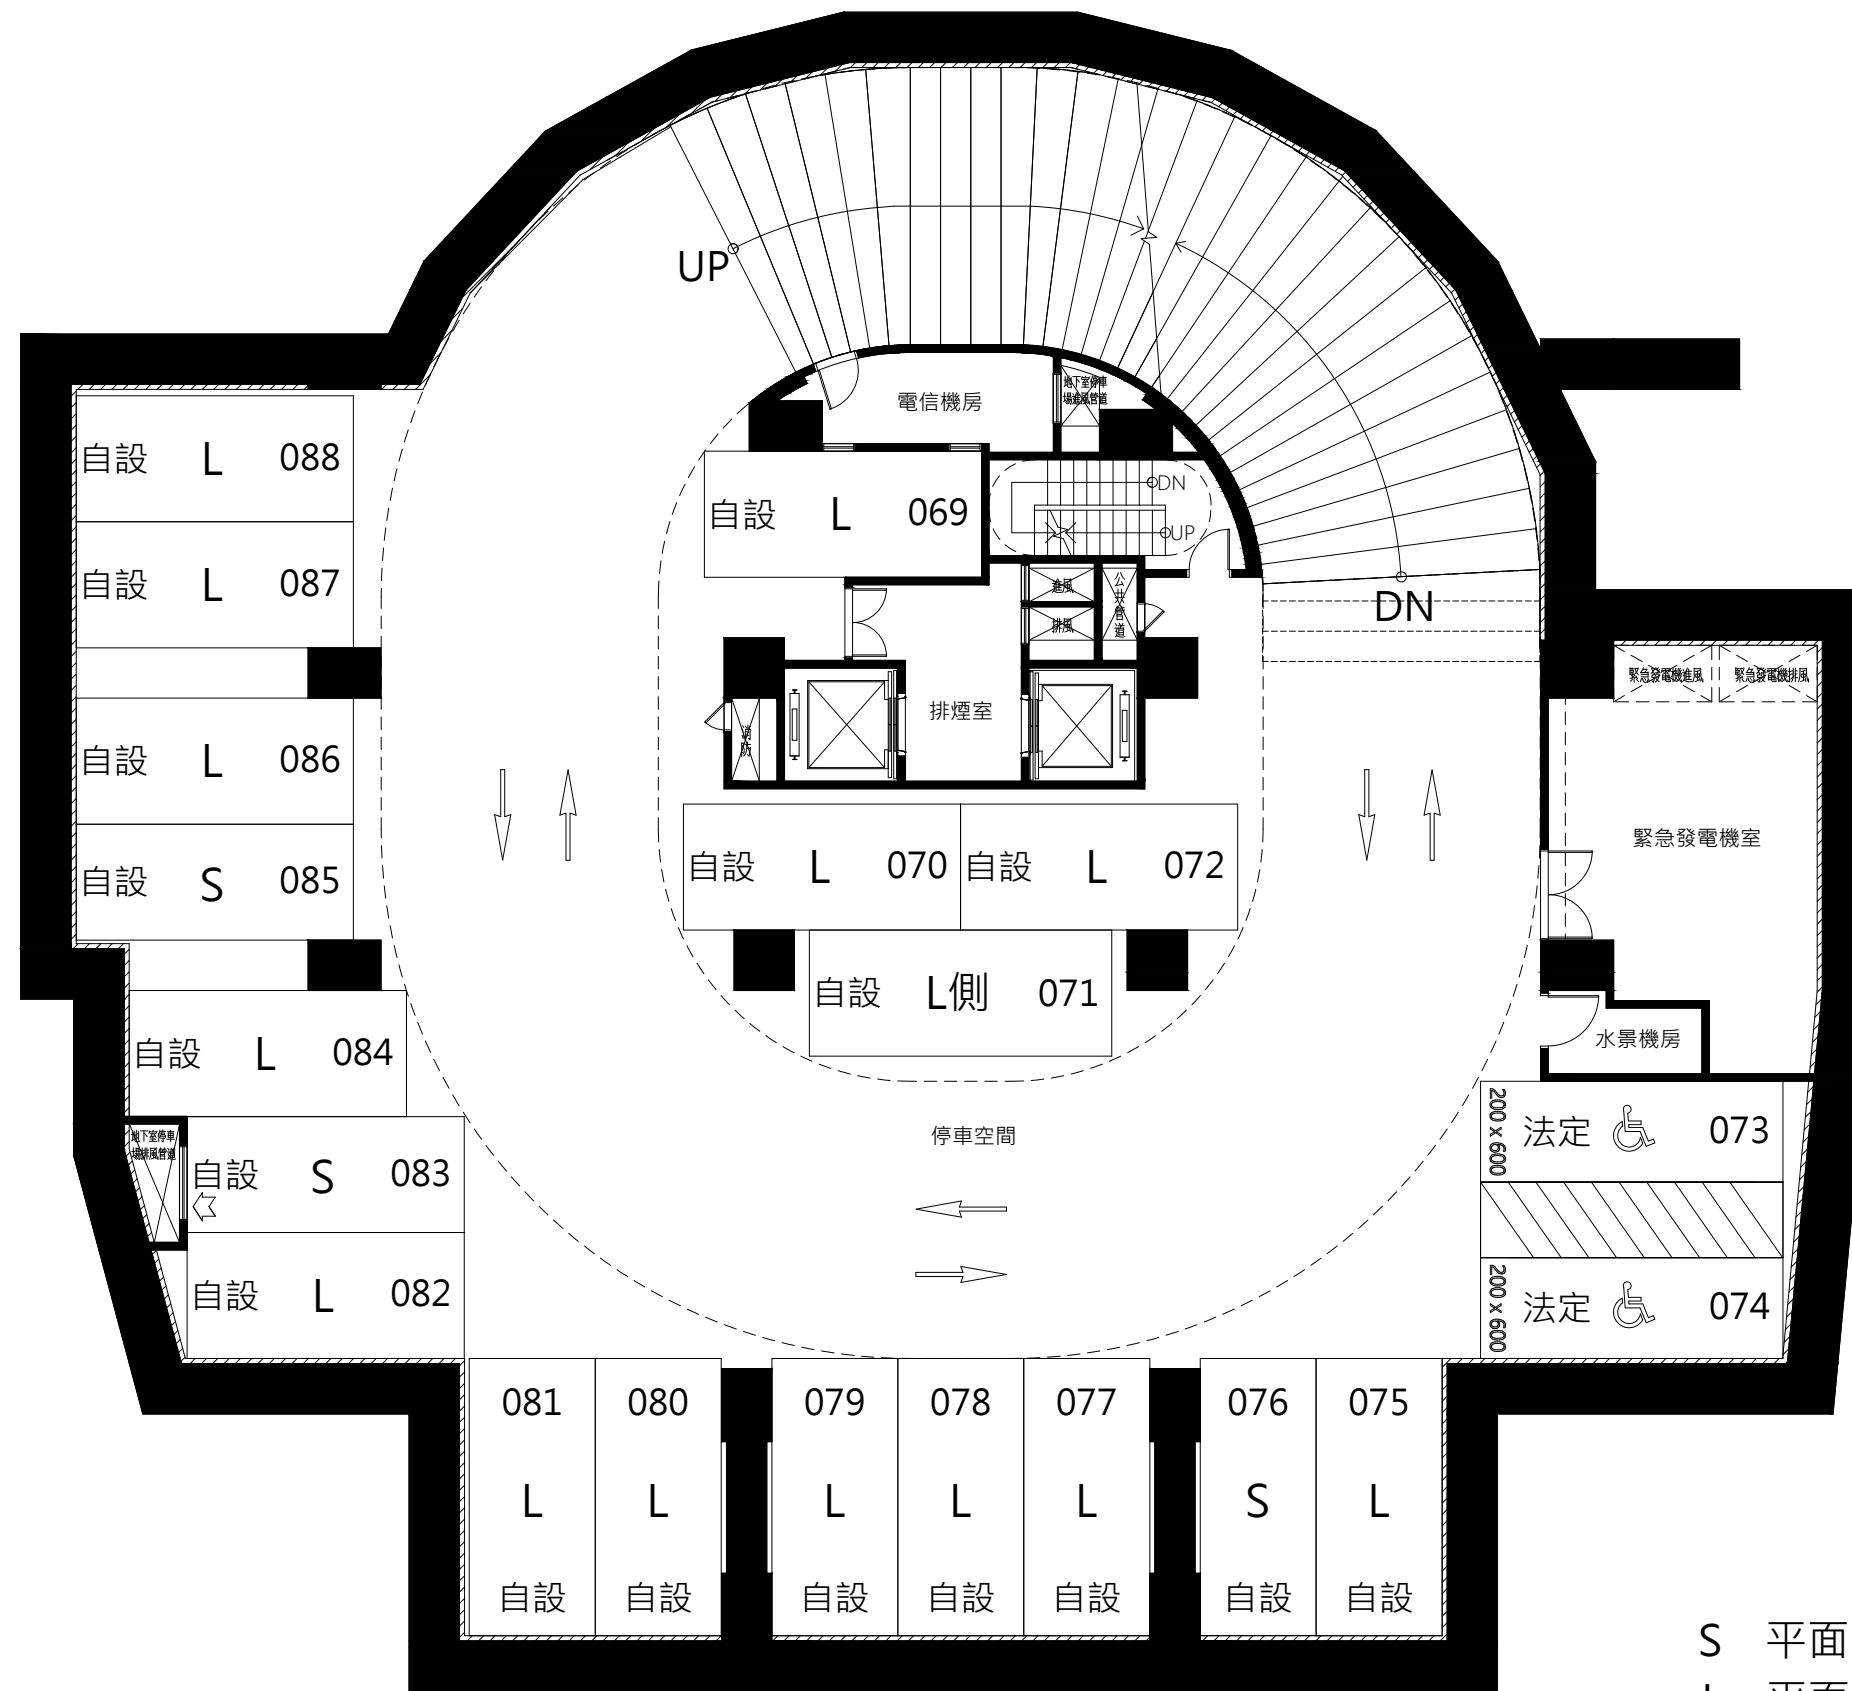 UP
電信機房
地下室停車
場進風管道
自設 L 088
自設 L 069
DN
UP
自設 L 087
進風
公共管道
DN
排風
緊急發電機進風
緊急發電機排風
自設 L 086
消防
排煙室
緊急發電機室
自設 S 085
自設 L 070
自設 L 072
自設 L側 071
水景機房
自設 L 084
停車空間
200 x 600
法定 073
地下室停車
場排風管道
自設 S 083
自設 L 082
200 x 600
法定 074
081 080 079 078 077 076 075
L L L L L S L
自設 自設 自設 自設 自設 自設 自設
S 平面
L 平面